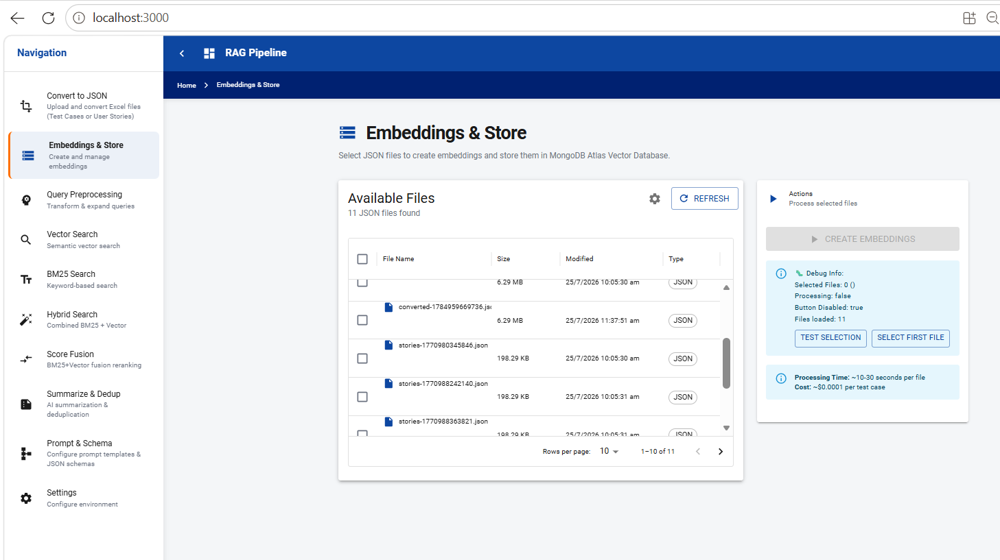 localhost:3000
Navigation
RAG Pipeline
Home
Embeddings & Store
Convert to JSON
Upload and convert Excel files
(Test Cases or User Stories)
Embeddings & Store
Create and manage
embeddings
Query Preprocessing
Transform & expand queries
Vector Search
Semantic vector search
BM25 Search
Keyword-based search
Hybrid Search
Combined BM25 + Vector
Score Fusion
BM25+Vector fusion reranking
Summarize & Dedup
AI summarization &
deduplication
Prompt & Schema
Configure prompt templates &
JSON schemas
Settings
Configure environment
Embeddings & Store
Select JSON files to create embeddings and store them in MongoDB Atlas Vector Database.
Available Files
11 JSON files found
REFRESH
File Name Size Modified Type
6.29 MB 25/7/2026 10:05:30 am JSON
converted-1784959669736.jsc
6.29 MB 25/7/2026 11:37:51 am JSON
stories-1770980345846.json
198.29 KB 25/7/2026 10:05:30 am JSON
stories-1770988242140.json
198.29 KB 25/7/2026 10:05:31 am JSON
stories-1770988363821.json
198.29 KB 25/7/2026 10:05:31 am JSON
Rows per page: 10 1–10 of 11
Actions
Process selected files
CREATE EMBEDDINGS
Debug Info:
Selected Files: 0 ()
Processing: false
Button Disabled: true
Files loaded: 11
TEST SELECTION
SELECT FIRST FILE
Processing Time: ~10-30 seconds per file
Cost: ~$0.0001 per test case